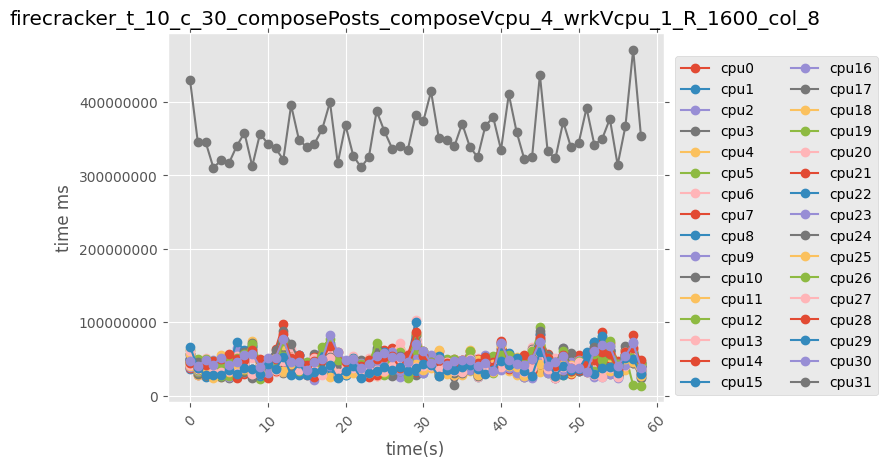 firecracker_t_10_c_30_composePosts_composeVcpu_4_wrkVcpu_1_R_1600_col_8
time ms
400000000
300000000
200000000
100000000
0
0
10
20
30
40
50
60
time(s)
cpu0
cpu1
cpu2
cpu3
cpu4
cpu5
cpu6
cpu7
cpu8
cpu9
cpu10
cpu11
cpu12
cpu13
cpu14
cpu15
cpu16
cpu17
cpu18
cpu19
cpu20
cpu21
cpu22
cpu23
cpu24
cpu25
cpu26
cpu27
cpu28
cpu29
cpu30
cpu31